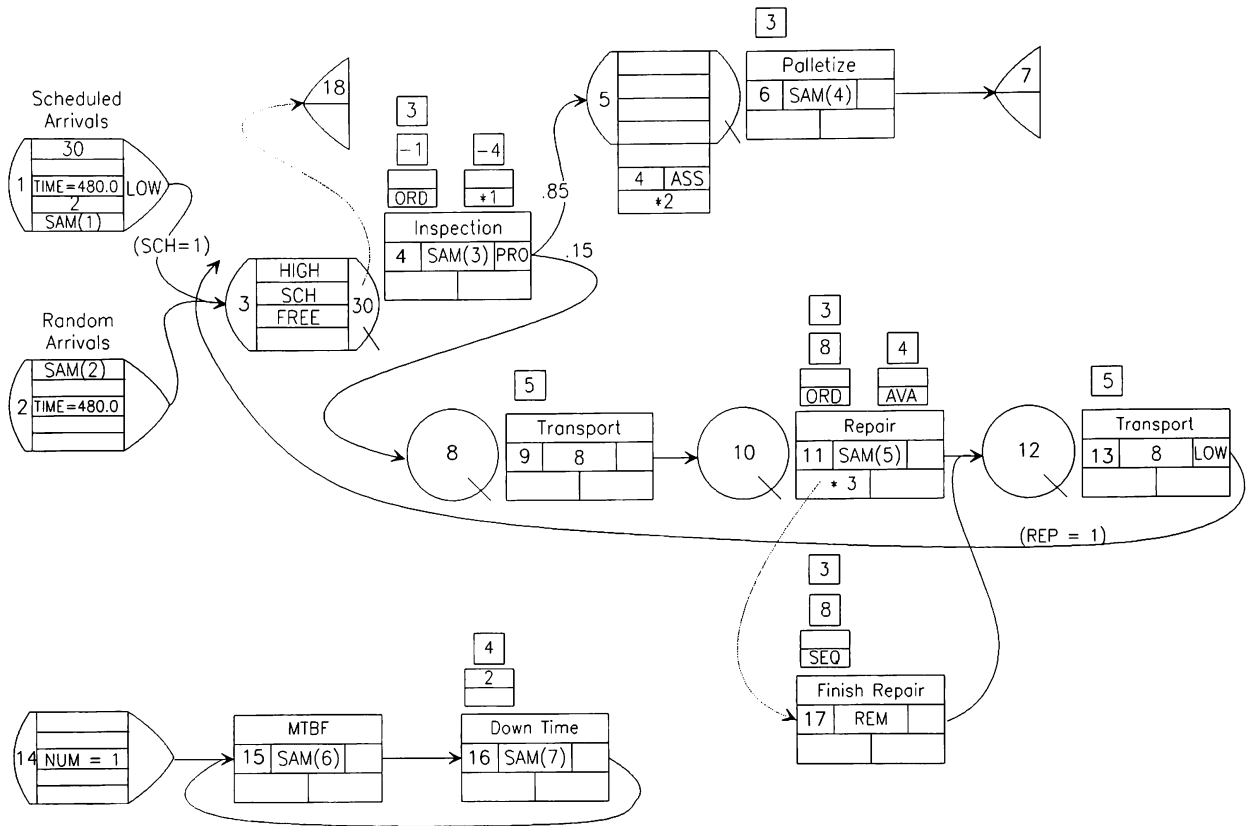 Scheduled
Arrivals
1
30
TIME=480.0
2
SAM(1)
LOW
(SCH=1)
Random
Arrivals
2
SAM(2)
TIME=480.0
3
HIGH
SCH
FREE
30
18
3
-1
-4
ORD
*1
Inspection
4 SAM(3) PRO
.85
.15
5
4 ASS
*2
3
Palletize
6 SAM(4)
7
8
5
Transport
9 8
10
3
8
4
ORD
AVA
Repair
11 SAM(5)
* 3
12
5
Transport
13 8 LOW
(REP = 1)
3
8
SEQ
Finish Repair
17 REM
14 NUM = 1
MTBF
15 SAM(6)
4
2
Down Time
16 SAM(7)